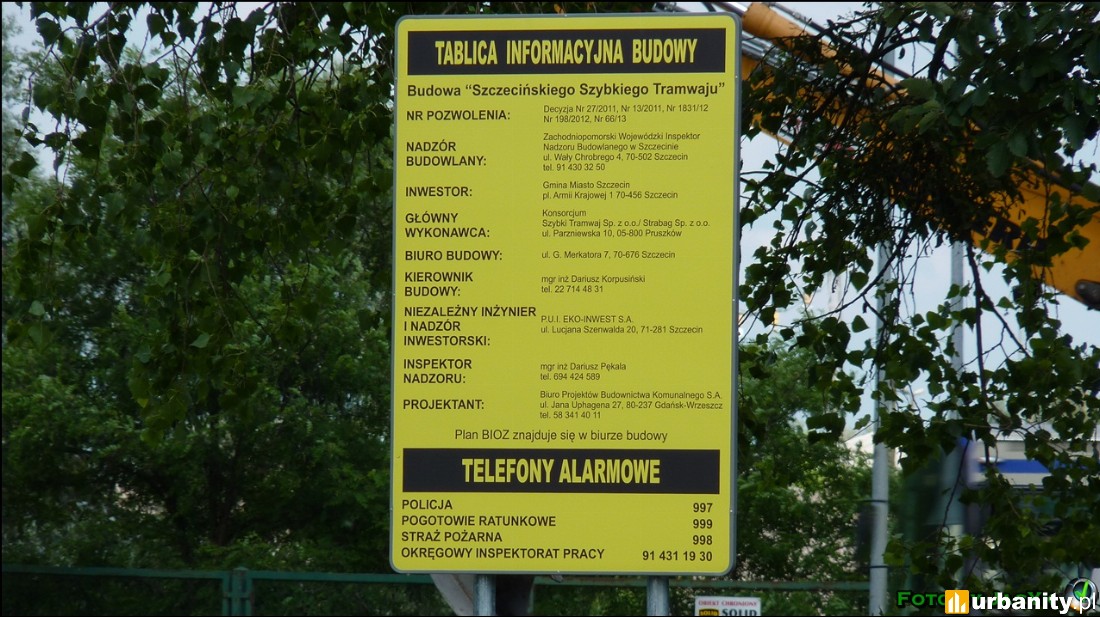 TABLICA INFORMACYJNA BUDOWY
Budowa “Szczecińskiego Szybkiego Tramwaju”
NR POZWOLENIA:
Decyzja Nr 27/2011, Nr 13/2011, Nr 1831/12
Nr 198/2012, Nr 66/13
NADZÓR
BUDOWLANY:
Zachodniopomorski Wojewódzki Inspektor
Nadzoru Budowlanego w Szczecinie
ul. Wały Chrobrego 4, 70-502 Szczecin
tel. 91 430 32 50
INWESTOR:
Gmina Miasto Szczecin
pl. Armii Krajowej 1 70-456 Szczecin
GŁÓWNY
WYKONAWCA:
Konsorcjum
Szybki Tramwaj Sp. z o.o./ Strabag Sp. z o.o.
ul. Parzniewska 10, 05-800 Pruszków
BIURO BUDOWY:
ul. G. Merkatora 7, 70-676 Szczecin
KIEROWNIK
BUDOWY:
mgr inż Dariusz Korpusiński
tel. 22 714 48 31
NIEZALEŻNY INŻYNIER
I NADZÓR
INWESTORSKI:
P.U.I. EKO-INWEST S.A.
ul. Lucjana Szenwalda 20, 71-281 Szczecin
INSPEKTOR
NADZORU:
mgr inż Dariusz Pękala
tel. 694 424 589
PROJEKTANT:
Biuro Projektów Budownictwa Komunalnego S.A.
ul. Jana Uphagena 27, 80-237 Gdańsk-Wrzeszcz
tel. 58 341 40 11
Plan BIOZ znajduje się w biurze budowy
TELEFONY ALARMOWE
POLICJA 997
POGOTOWIE RATUNKOWE 999
STRAŻ POŻARNA 998
OKRĘGOWY INSPEKTORAT PRACY 91 431 19 30
OBIEKT CHRONIONY
SOLID
urbanity.pl